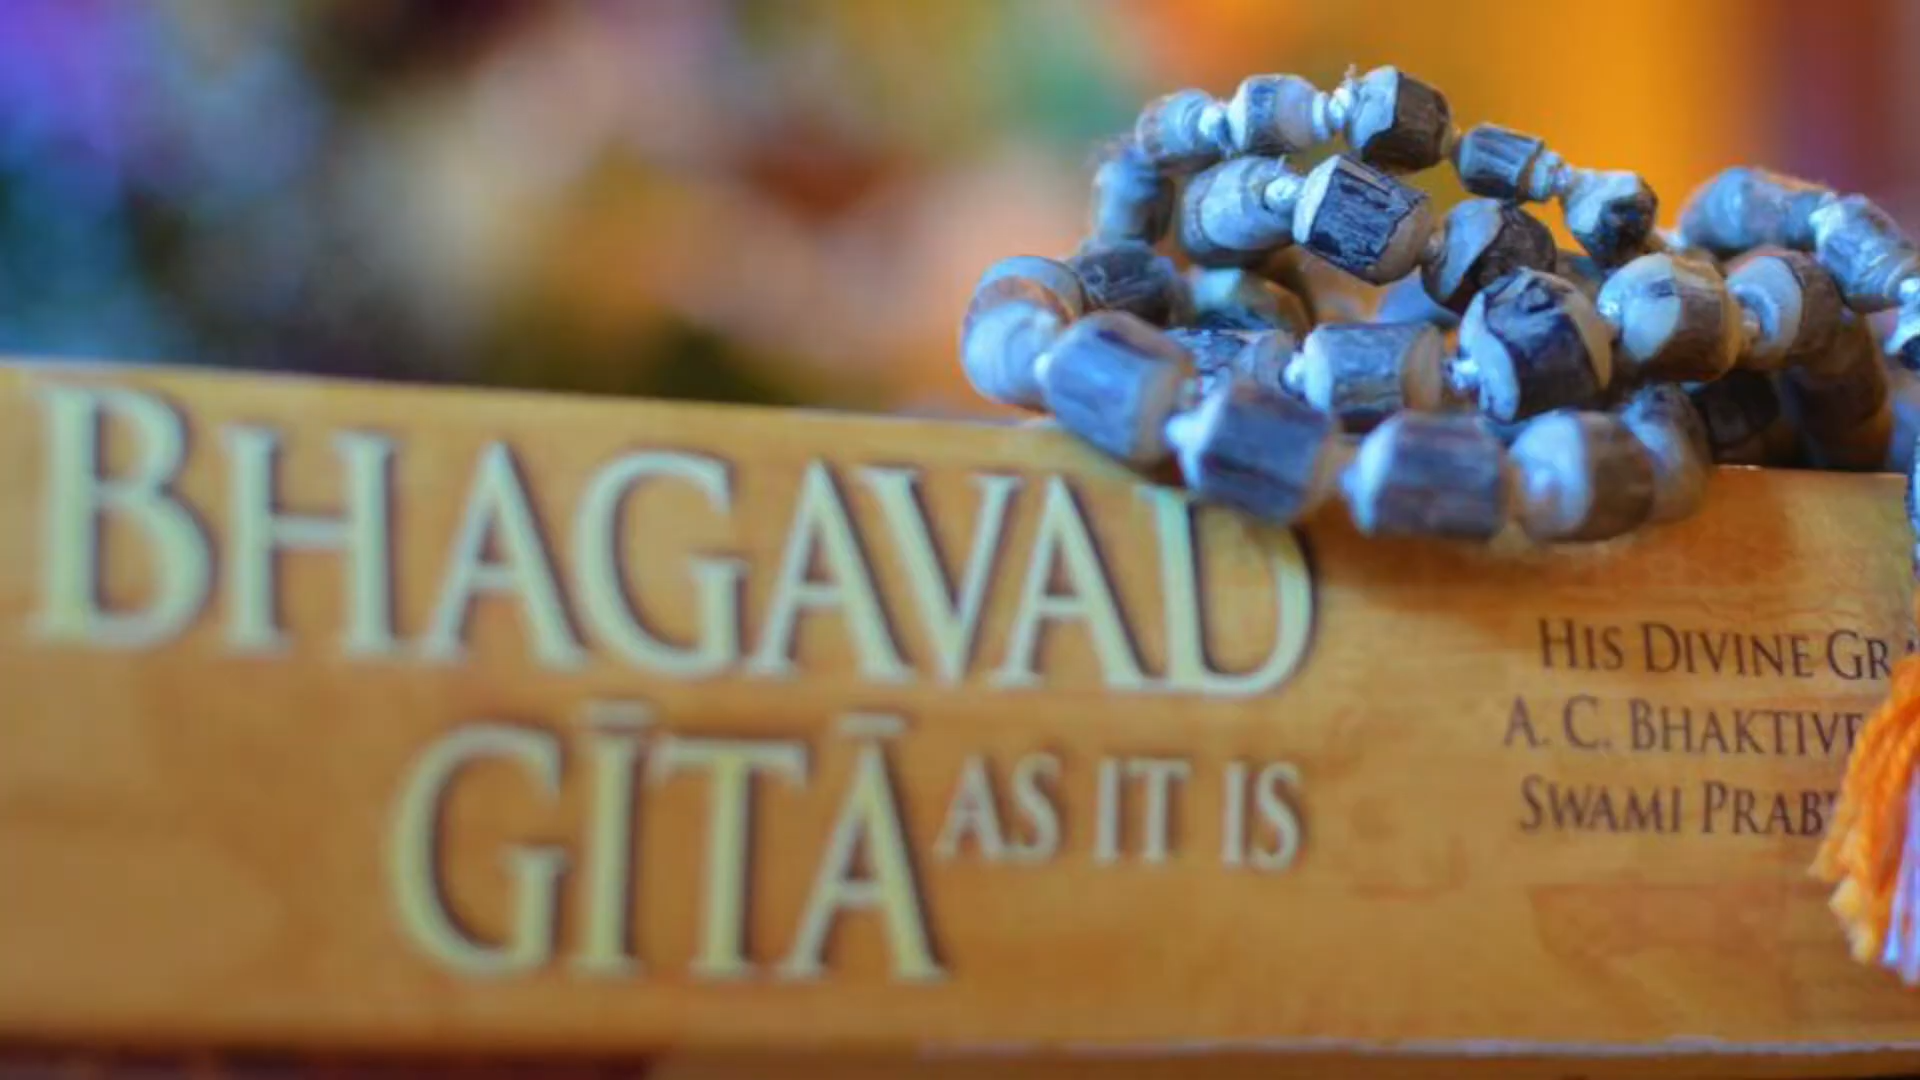 BHAGAVAD
GĪTĀ AS IT IS
HIS DIVINE
A. C.
SWAMI